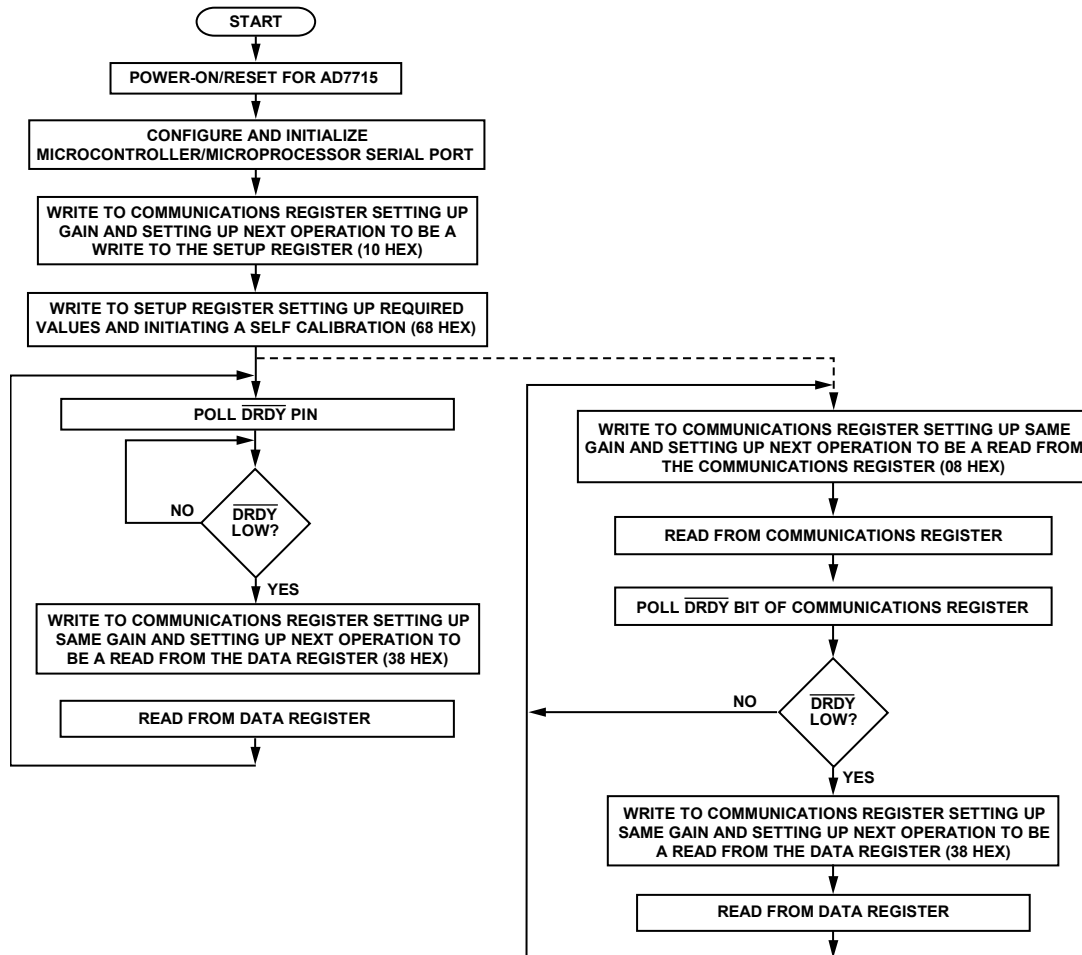 START
POWER-ON/RESET FOR AD7715
CONFIGURE AND INITIALIZE
MICROCONTROLLER/MICROPROCESSOR SERIAL PORT
WRITE TO COMMUNICATIONS REGISTER SETTING UP
GAIN AND SETTING UP NEXT OPERATION TO BE A
WRITE TO THE SETUP REGISTER (10 HEX)
WRITE TO SETUP REGISTER SETTING UP REQUIRED
VALUES AND INITIATING A SELF CALIBRATION (68 HEX)
POLL DRDY PIN
NO
DRDY
LOW?
YES
WRITE TO COMMUNICATIONS REGISTER SETTING UP
SAME GAIN AND SETTING UP NEXT OPERATION TO
BE A READ FROM THE DATA REGISTER (38 HEX)
READ FROM DATA REGISTER
WRITE TO COMMUNICATIONS REGISTER SETTING UP SAME
GAIN AND SETTING UP NEXT OPERATION TO BE A READ FROM
THE COMMUNICATIONS REGISTER (08 HEX)
READ FROM COMMUNICATIONS REGISTER
POLL DRDY BIT OF COMMUNICATIONS REGISTER
NO
DRDY
LOW?
YES
WRITE TO COMMUNICATIONS REGISTER SETTING UP
SAME GAIN AND SETTING UP NEXT OPERATION TO BE
A READ FROM THE DATA REGISTER (38 HEX)
READ FROM DATA REGISTER